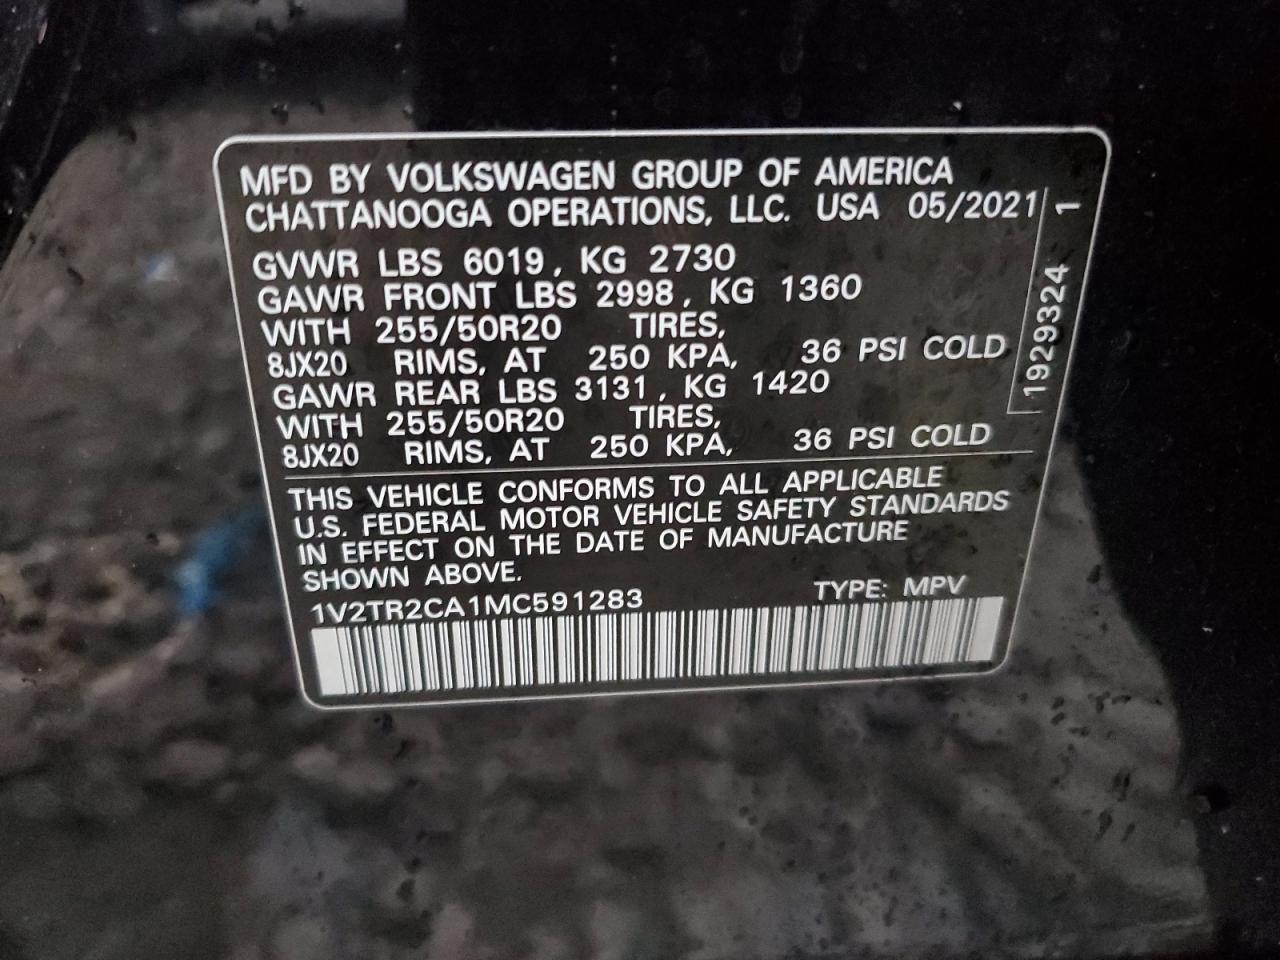 MFD BY VOLKSWAGEN GROUP OF AMERICA
CHATTANOOGA OPERATIONS, LLC. USA 05/2021
GVWR LBS 6019, KG 2730
GAWR FRONT LBS 2998, KG 1360
WITH 255/50R20 TIRES,
8JX20 RIMS, AT 250 KPA, 36 PSI COLD
GAWR REAR LBS 3131, KG 1420
WITH 255/50R20 TIRES,
8JX20 RIMS, AT 250 KPA, 36 PSI COLD
THIS VEHICLE CONFORMS TO ALL APPLICABLE
U.S. FEDERAL MOTOR VEHICLE SAFETY STANDARDS
IN EFFECT ON THE DATE OF MANUFACTURE
SHOWN ABOVE.
1V2TR2CA1MC591283 TYPE: MPV
1929324 1